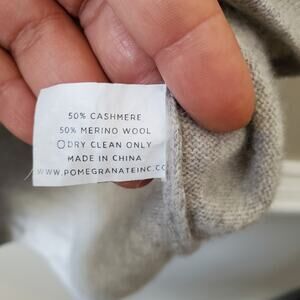 50% CASHMERE
50% MERINO WOOL
DRY CLEAN ONLY
MADE IN CHINA
WWW.POMEGRANATEINC.CO